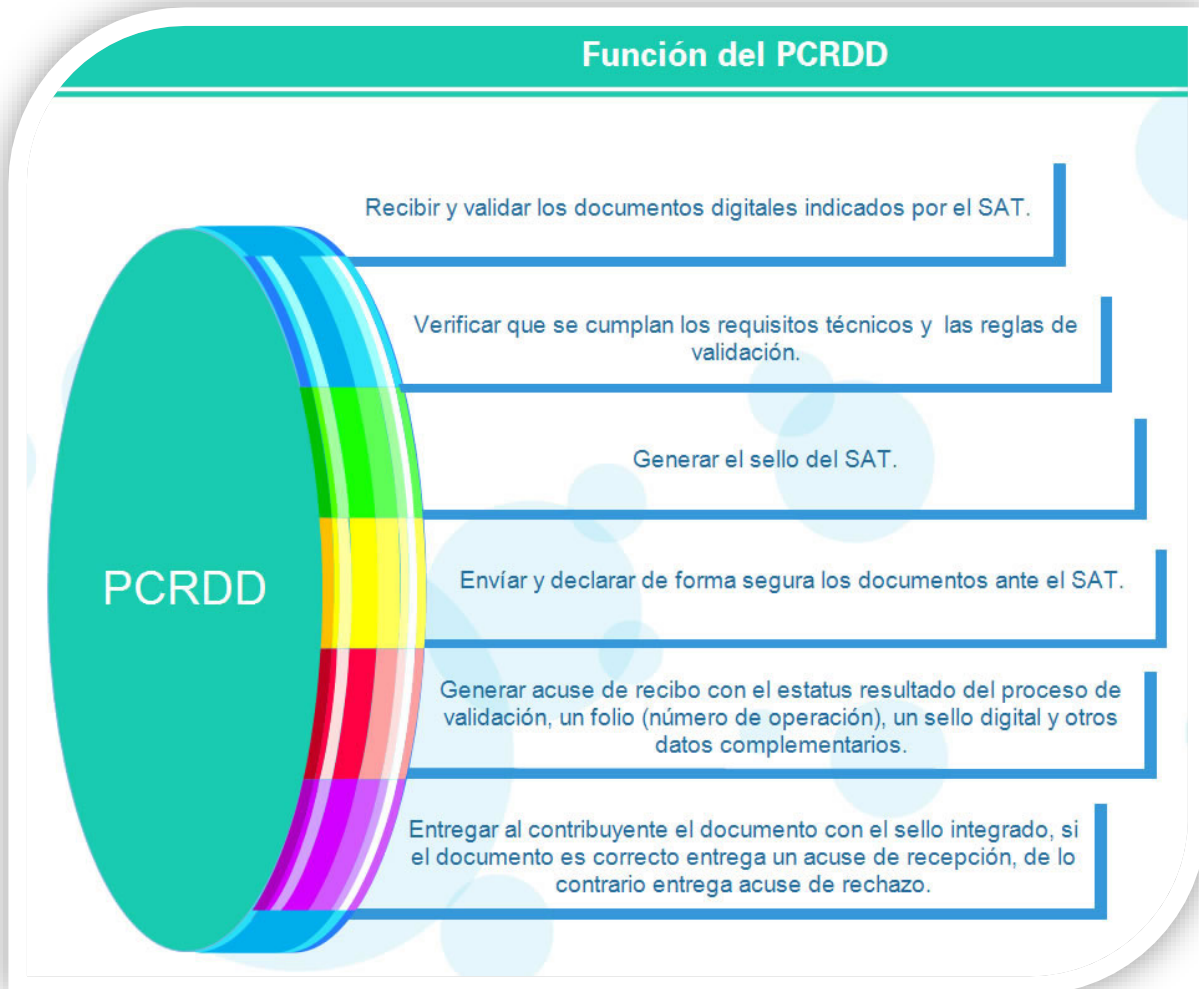 Función del PCRDD
Recibir y validar los documentos digitales indicados por el SAT.
Verificar que se cumplan los requisitos técnicos y las reglas de
validación.
Generar el sello del SAT.
PCRDD
Envíar y declarar de forma segura los documentos ante el SAT.
Generar acuse de recibo con el estatus resultado del proceso de
validación, un folio (número de operación), un sello digital y otros
datos complementarios.
Entregar al contribuyente el documento con el sello integrado, si
el documento es correcto entrega un acuse de recepción, de lo
contrario entrega acuse de rechazo.